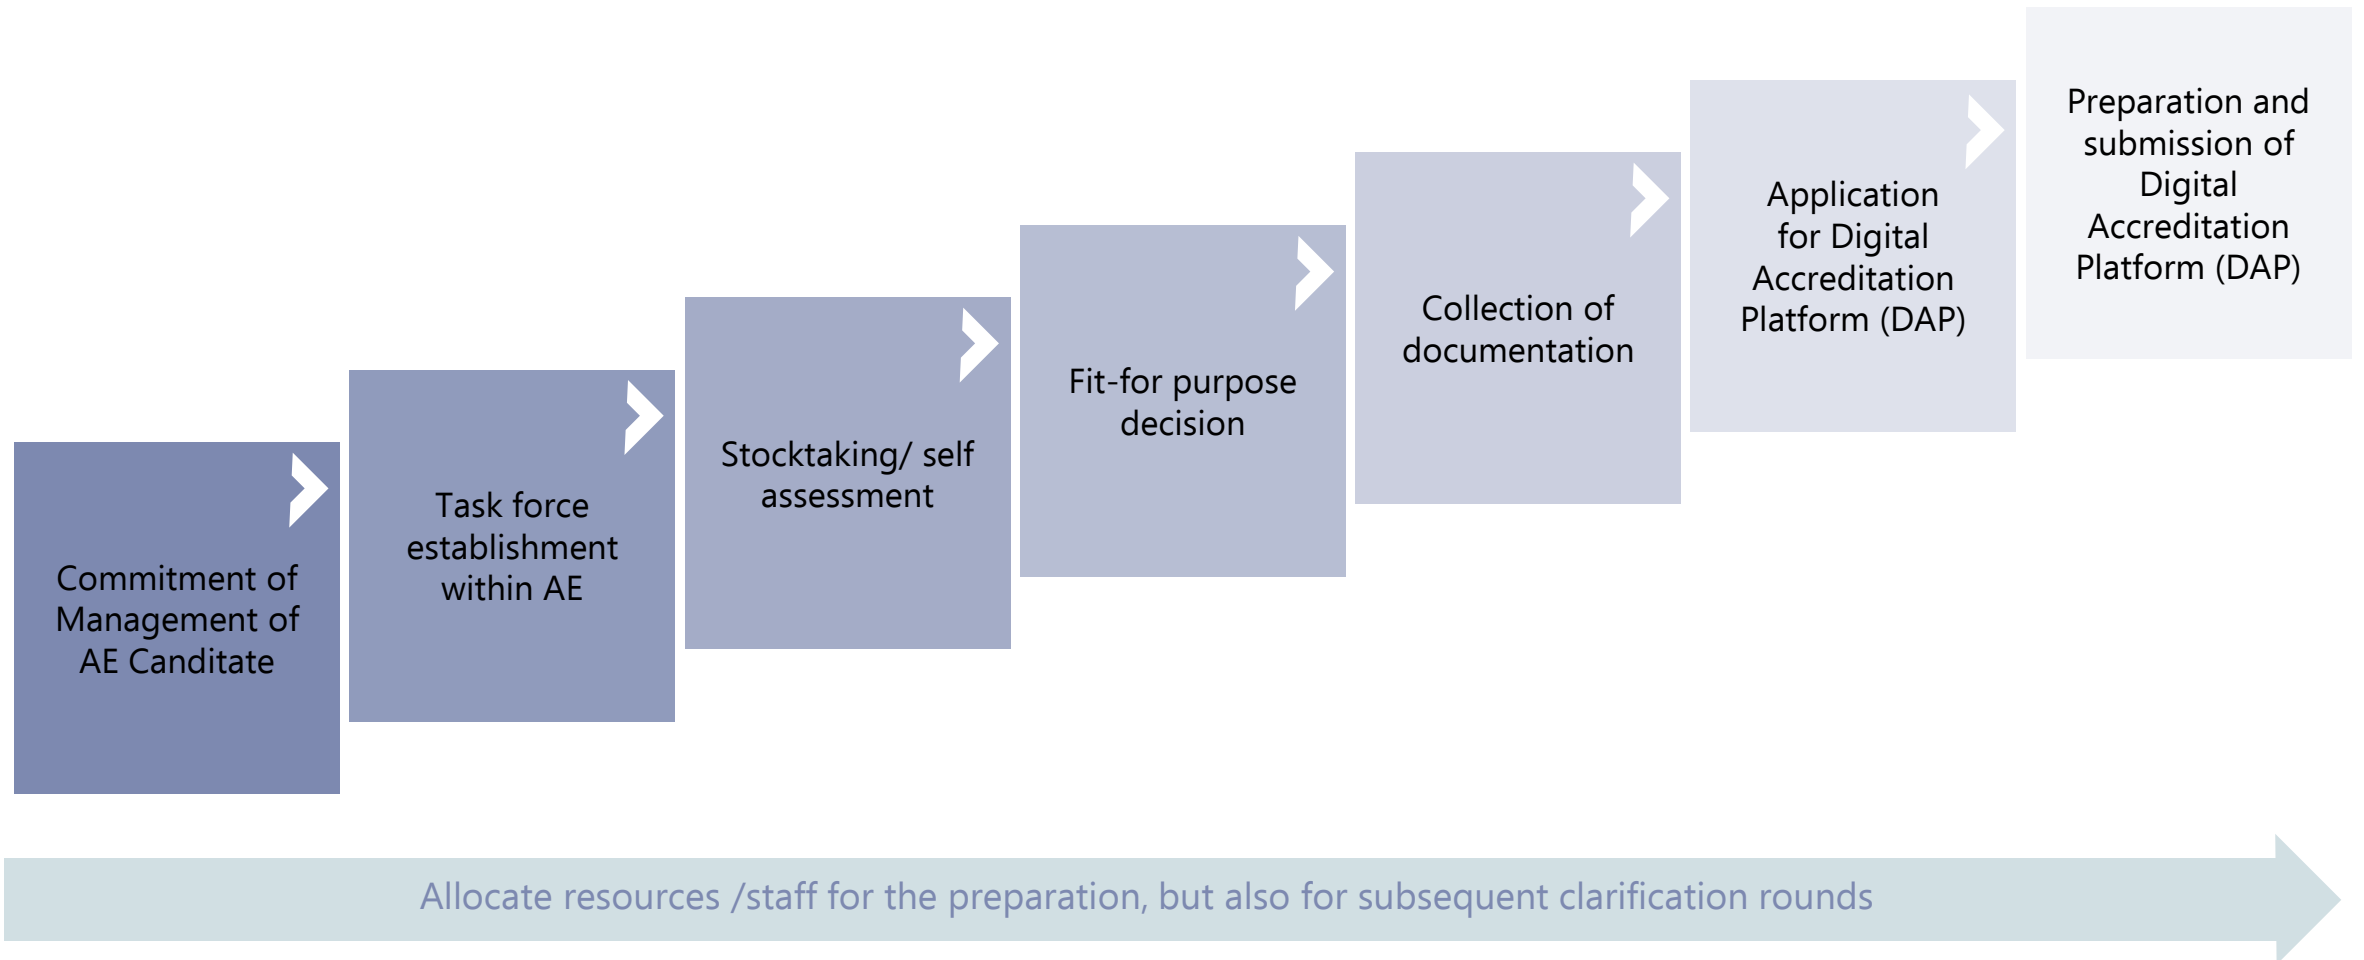 Commitment of
Management of
AE Canditate
Task force
establishment
within AE
Stocktaking/ self
assessment
Fit-for purpose
decision
Collection of
documentation
Application
for Digital
Accreditation
Platform (DAP)
Preparation and
submission of
Digital
Accreditation
Platform (DAP)
Allocate resources /staff for the preparation, but also for subsequent clarification rounds